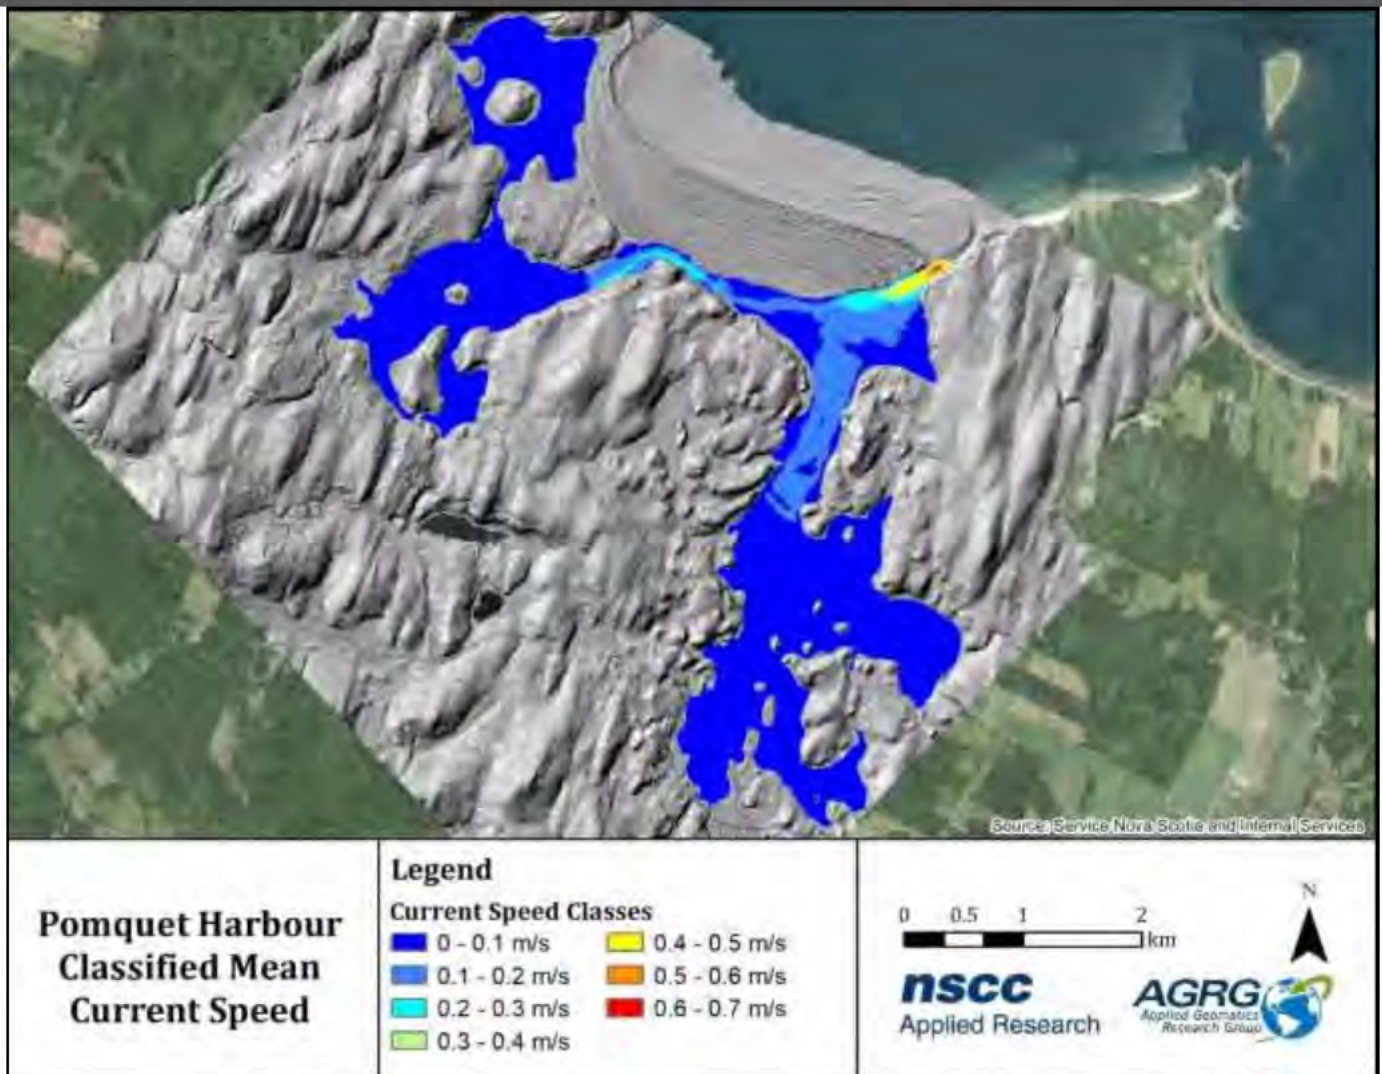 Source: Service Nova Scotia and Internal Services
Pomquet Harbour
Classified Mean
Current Speed
Legend
Current Speed Classes
0 - 0.1 m/s
0.1 - 0.2 m/s
0.2 - 0.3 m/s
0.3 - 0.4 m/s
0.4 - 0.5 m/s
0.5 - 0.6 m/s
0.6 - 0.7 m/s
0 0.5 1 2
km
N
nscc
Applied Research
AGRG
Applied Geomatics
Research Group